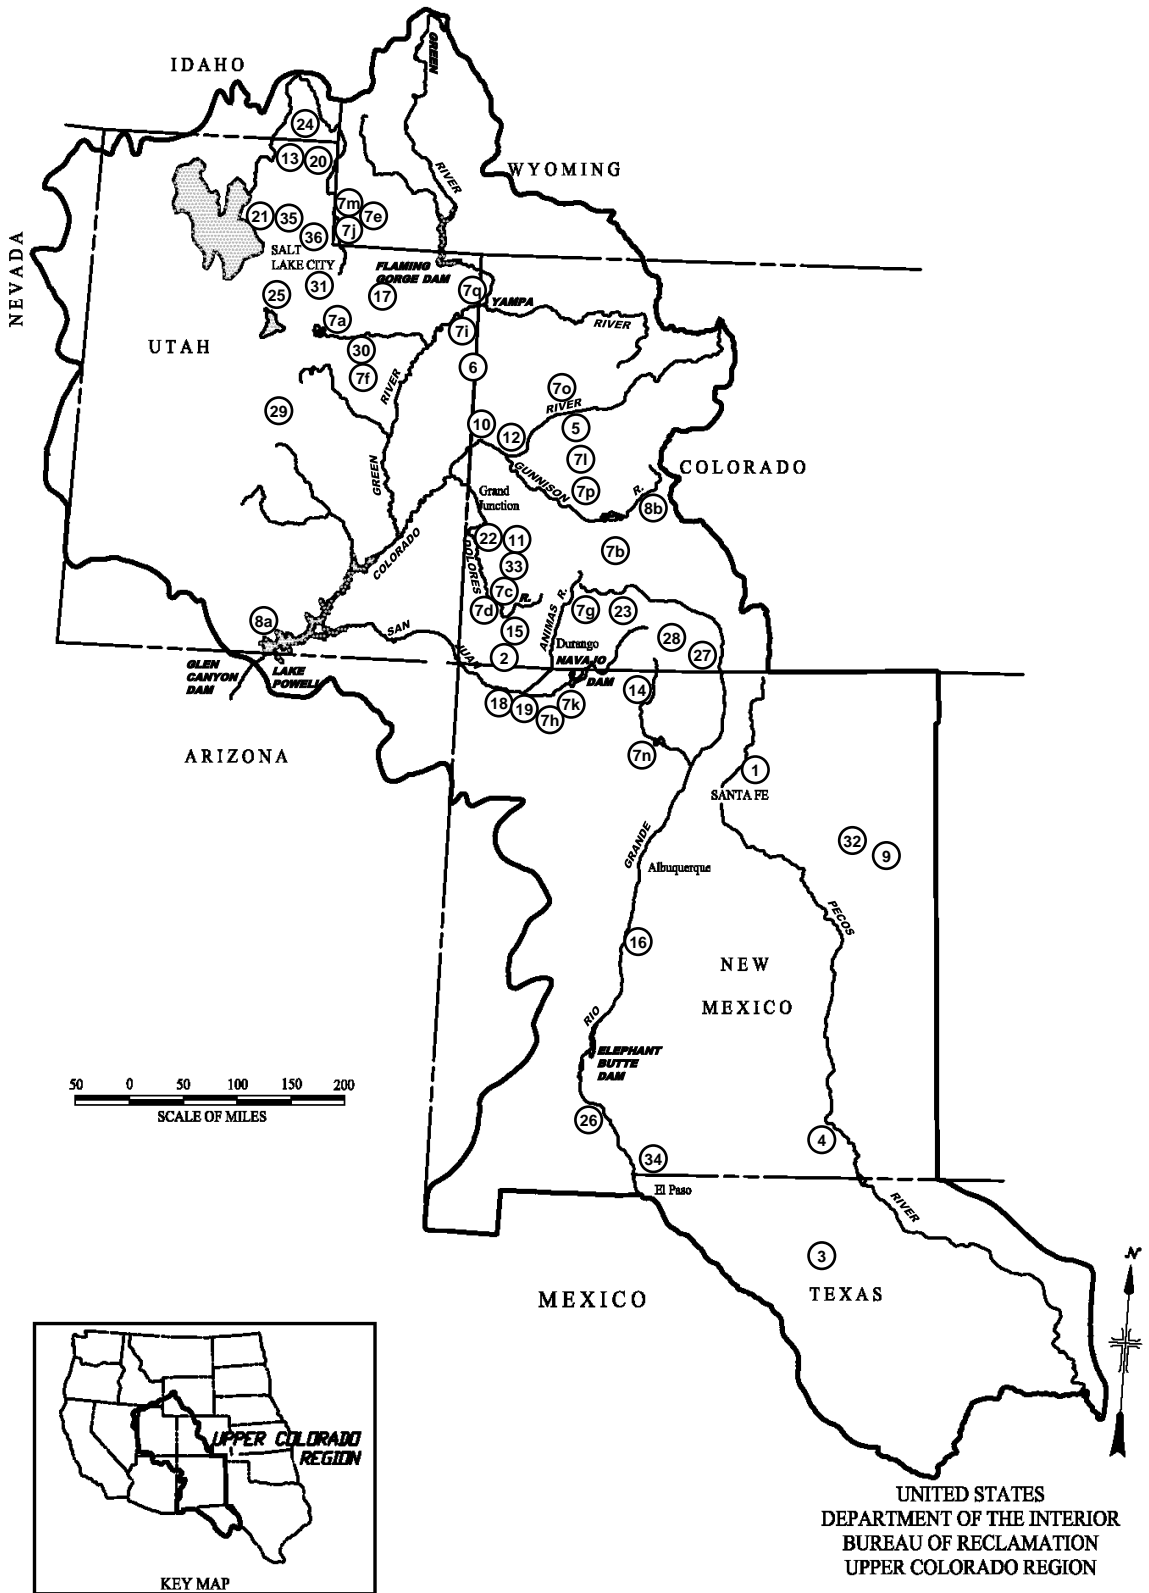 GREEN
IDAHO
24
13
20
RIVER
WYOMING
7m
7e
7j
21
35
36
NEVADA
SALT
LAKE CITY
FLAMING
GORGE DAM
31
25
17
7q
YAMPA
RIVER
7a
7i
UTAH
30
6
7f
RIVER
7o
RIVER
29
10
12
5
7l
GUNNISON
COLORADO
GREEN
7p
R.
8b
Grand
Junction
COLORADO
DOLORES
22
11
7b
33
7c
R.
7d
ANIMAS R.
7g
23
8a
SAN
JUAN
15
28
Durango
2
27
NAVAJO
DAM
GLEN
CANYON
DAM
LAKE
POWELL
14
18
19
7h
7k
7n
ARIZONA
1
SANTA FE
GRANDE
32
9
Albuquerque
PECOS
16
NEW
MEXICO
RIO
ELEPHANT
BUTTE
DAM
50 0 50 100 150 200
SCALE OF MILES
26
4
34
El Paso
RIVER
3
TEXAS
MEXICO
N
UPPER COLORADO
REGION
KEY MAP
UNITED STATES
DEPARTMENT OF THE INTERIOR
BUREAU OF RECLAMATION
UPPER COLORADO REGION